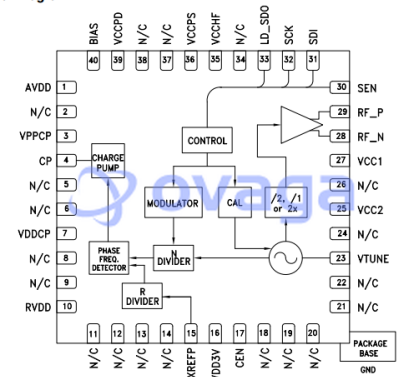 BIAS
VCCPD
N/C
N/C
VCCPS
VCCHF
N/C
LD_SDO
SCK
SDI
40
39
38
37
36
35
34
33
32
31
AVDD 1
N/C 2
VPPCP 3
CP 4
N/C 5
N/C 6
VDDCP 7
N/C 8
N/C 9
RVDD 10
30 SEN
29 RF_P
28 RF_N
27 VCC1
26 N/C
25 VCC2
24 N/C
23 VTUNE
22 N/C
21 N/C
CONTROL
CHARGE
PUMP
MODULATOR
CAL
/2, /1
or 2x
PHASE
FREQ.
DETECTOR
N
DIVIDER
R
DIVIDER
ovaga
11
12
13
14
15
16
17
18
19
20
N/C
N/C
N/C
N/C
XREFP
CEN
N/C
N/C
N/C
PACKAGE
BASE
GND